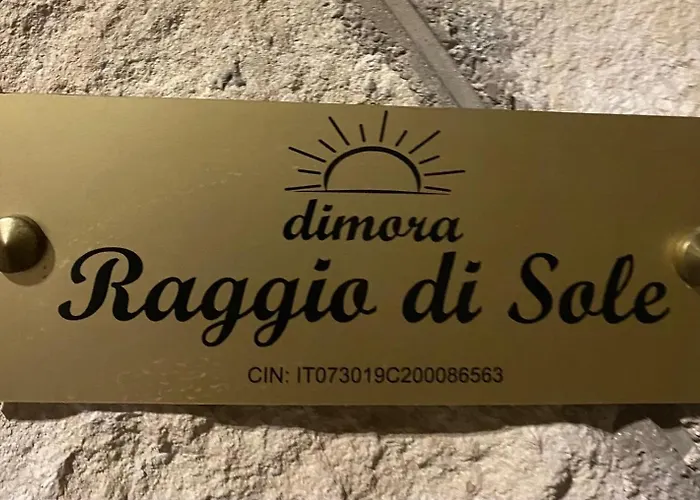 dimora
Raggio di Sole
CIN: IT073019C200086563